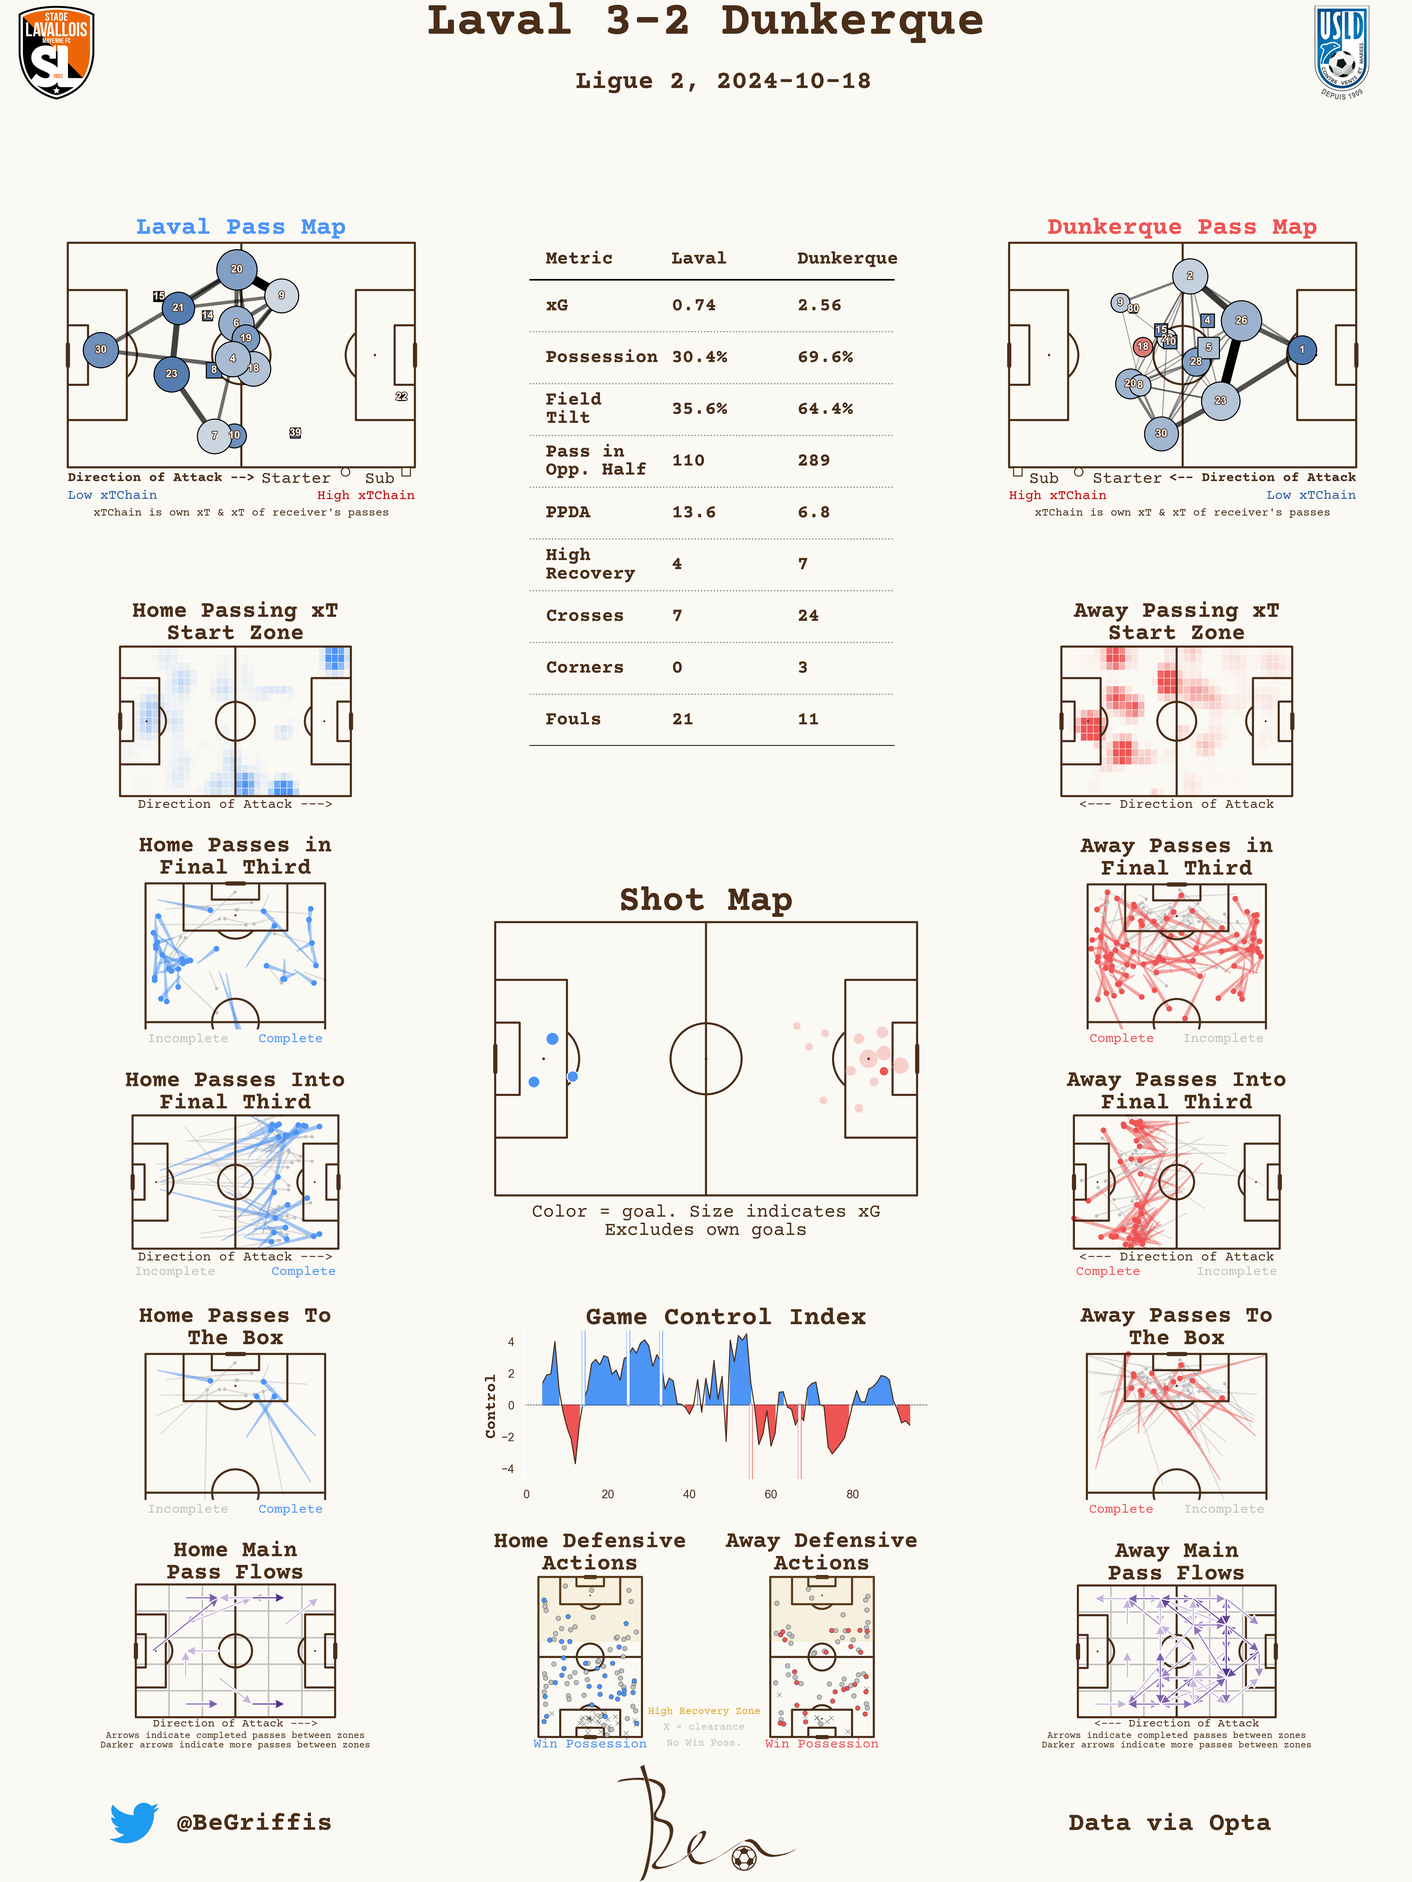 Laval 3-2 Dunkerque
Ligue 2, 2024-10-18
STADE
LAVALLOIS
MAYENNE FC
SL
1902
USLD
CONTRE VENTS ET MARÉES
DEPUIS 1909
Laval Pass Map
20
15
9
21
14
6
19
30
4
18
8
23
22
7
10
39
Direction of Attack --> Starter Sub
Low xTChain High xTChain
xTChain is own xT & xT of receiver's passes
Metric Laval Dunkerque
xG 0.74 2.56
Possession 30.4% 69.6%
Field
Tilt 35.6% 64.4%
Pass in
Opp. Half 110 289
PPDA 13.6 6.8
High
Recovery 4 7
Crosses 7 24
Corners 0 3
Fouls 21 11
Dunkerque Pass Map
2
9
80
4
26
15
10
18
5
1
28
20
8
23
30
Sub Starter <-- Direction of Attack
High xTChain Low xTChain
xTChain is own xT & xT of receiver's passes
Home Passing xT
Start Zone
Direction of Attack --->
Away Passing xT
Start Zone
<--- Direction of Attack
Home Passes in
Final Third
Incomplete Complete
Away Passes in
Final Third
Complete Incomplete
Shot Map
Color = goal. Size indicates xG
Excludes own goals
Home Passes Into
Final Third
Direction of Attack --->
Incomplete Complete
Away Passes Into
Final Third
<--- Direction of Attack
Complete Incomplete
Home Passes To
The Box
Incomplete Complete
Game Control Index
Control
4
2
0
−2
−4
0 20 40 60 80
Away Passes To
The Box
Complete Incomplete
Home Main
Pass Flows
Direction of Attack --->
Arrows indicate completed passes between zones
Darker arrows indicate more passes between zones
Home Defensive
Actions
Win Possession
Away Defensive
Actions
Win Possession
High Recovery Zone
X = clearance
No Win Poss.
Away Main
Pass Flows
<--- Direction of Attack
Arrows indicate completed passes between zones
Darker arrows indicate more passes between zones
@BeGriffis
Ben
Data via Opta